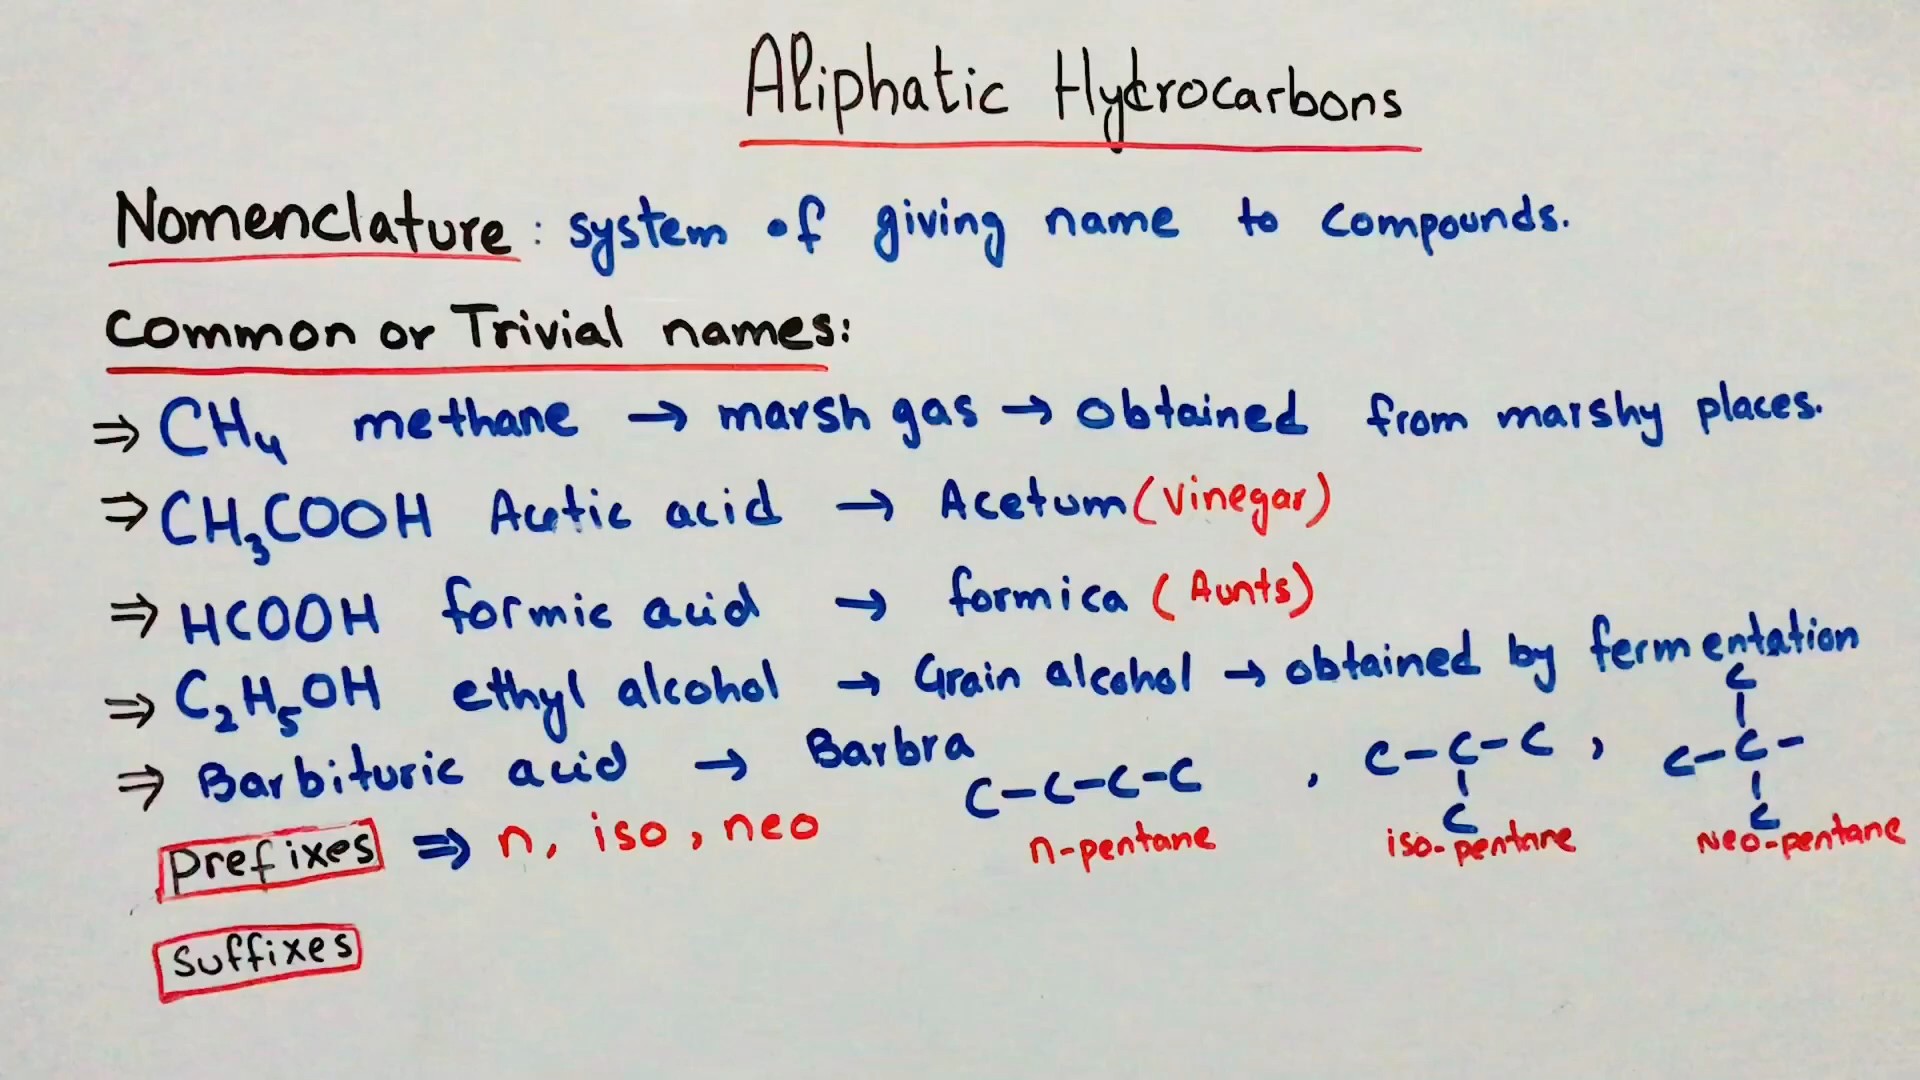 Aliphatic Hydrocarbons
Nomenclature: system of giving name to compounds.
Common or Trivial names:
⇒ CH₄ methane → marsh gas → obtained from marshy places.
⇒ CH₃COOH Acetic acid → Acetum (Vinegar)
⇒ HCOOH formic acid → formica (Aunts)
⇒ C₂H₅OH ethyl alcohol → Grain alcohol → obtained by fermentation
⇒ Barbituric acid → Barbra
C-C-C-C , C-C-C , C-C-
C
C
C
Prefixes ⇒ n, iso, neo
n-pentane iso-pentane Neo-pentane
Suffixes